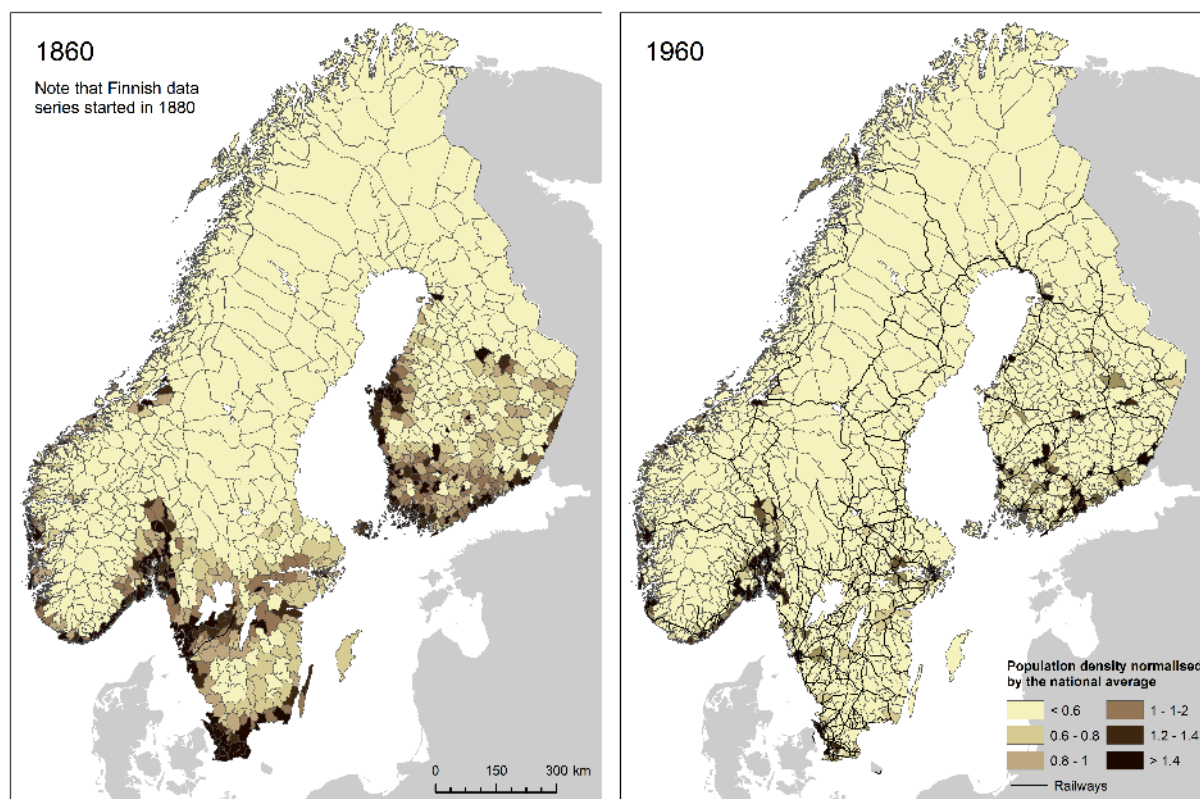 1860
Note that Finnish data
series started in 1880
0 150 300 km
1960
Population density normalised
by the national average
< 0.6
0.6 - 0.8
0.8 - 1
1 - 1-2
1.2 - 1.4
> 1.4
Railways